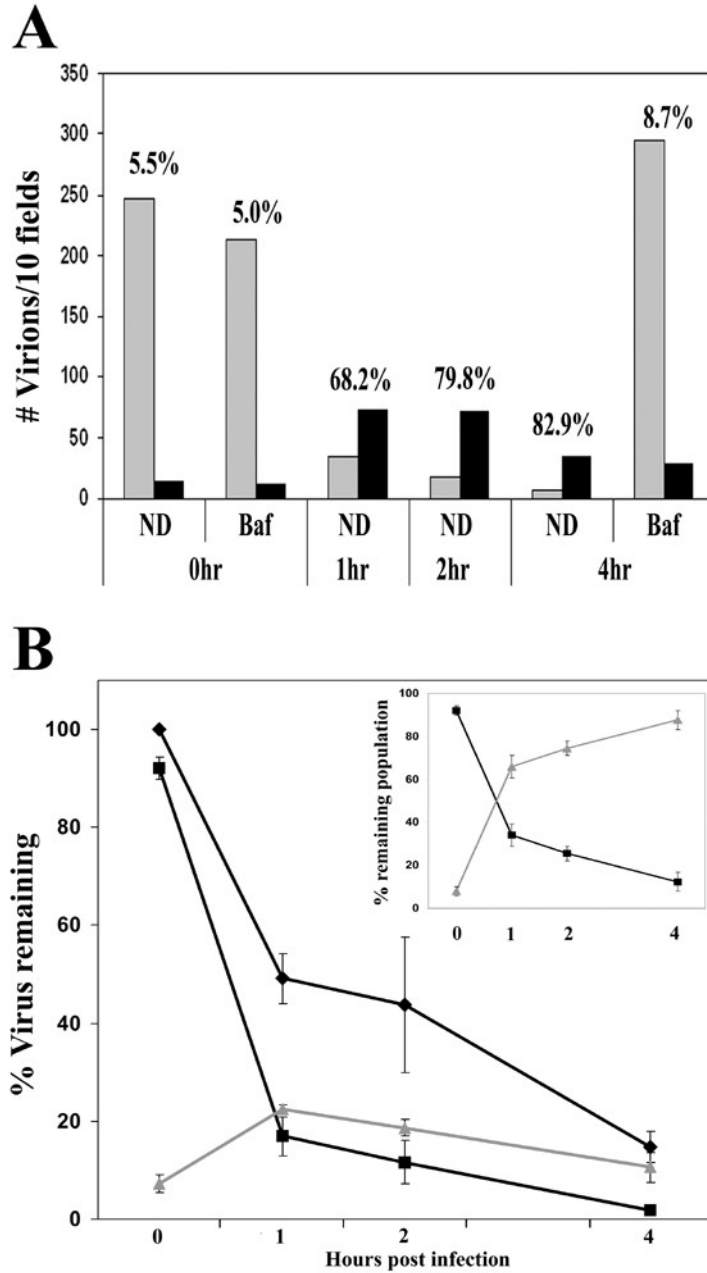 A
# Virions/10 fields
350
300
250
200
150
100
50
0
5.5%
5.0%
68.2%
79.8%
82.9%
8.7%
ND Baf ND ND ND Baf
0hr 1hr 2hr 4hr
B
% Virus remaining
100
80
60
40
20
0
% remaining population
100
80
60
40
20
0
0 1 2 4
0 1 2 4
Hours post infection